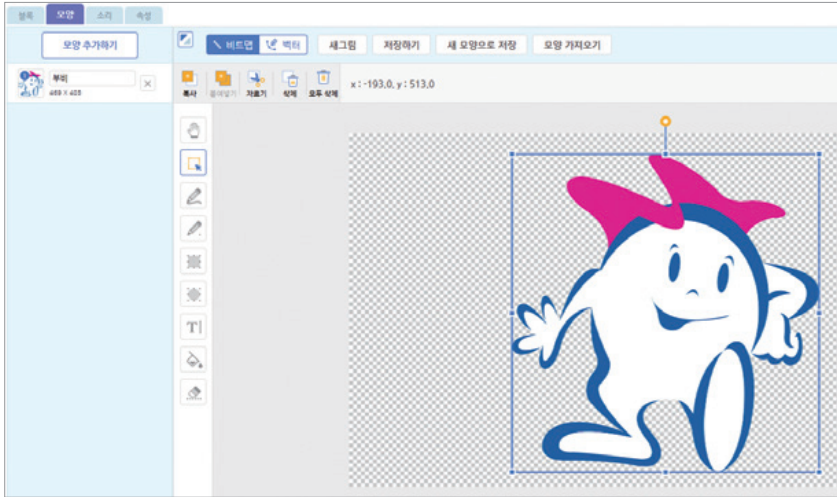 블록 모양 소리 속성
모양 추가하기
비트맵 벡터 새그림 저장하기 새 모양으로 저장 모양 가져오기
부비
복사 붙여넣기 자르기 삭제 모두 삭제 x : -193.0, y : 513.0
T